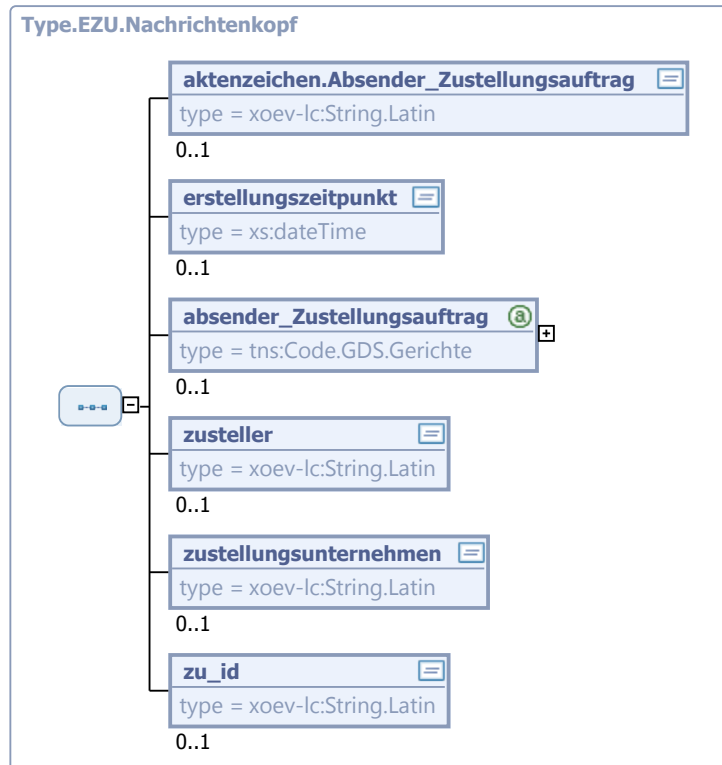 Type.EZU.Nachrichtenkopf
aktenzeichen.Absender_Zustellungsauftrag
type = xoev-lc:String.Latin
0..1
erstellungszeitpunkt
type = xs:dateTime
0..1
absender_Zustellungsauftrag
type = tns:Code.GDS.Gerichte
0..1
zusteller
type = xoev-lc:String.Latin
0..1
zustellungsunternehmen
type = xoev-lc:String.Latin
0..1
zu_id
type = xoev-lc:String.Latin
0..1